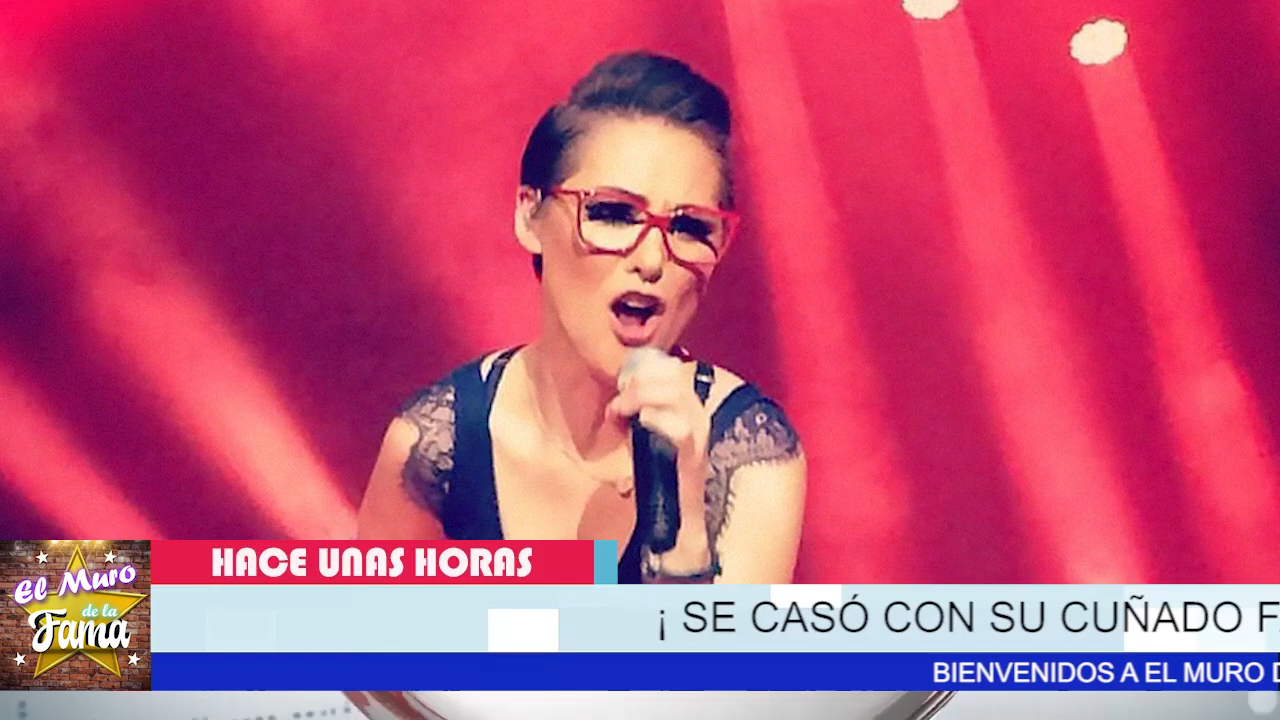 HACE UNAS HORAS
El Muro
de la
Fama
¡ SE CASÓ CON SU CUÑADO F
BIENVENIDOS A EL MURO D